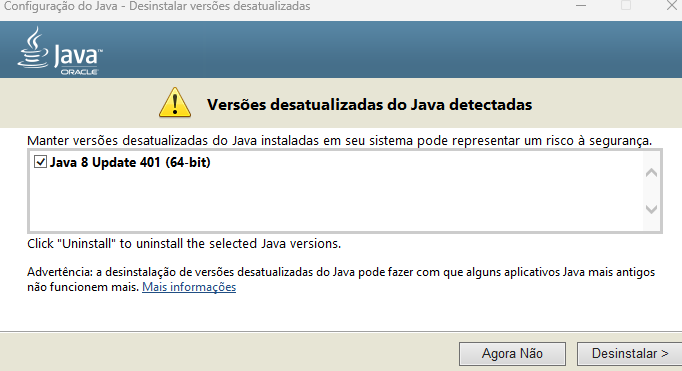 Configuração do Java - Desinstalar versões desatualizadas
Java™
ORACLE
Versões desatualizadas do Java detectadas
Manter versões desatualizadas do Java instaladas em seu sistema pode representar um risco à segurança.
Java 8 Update 401 (64-bit)
Click "Uninstall" to uninstall the selected Java versions.
Advertência: a desinstalação de versões desatualizadas do Java pode fazer com que alguns aplicativos Java mais antigos
não funcionem mais. Mais informações
Agora Não
Desinstalar >